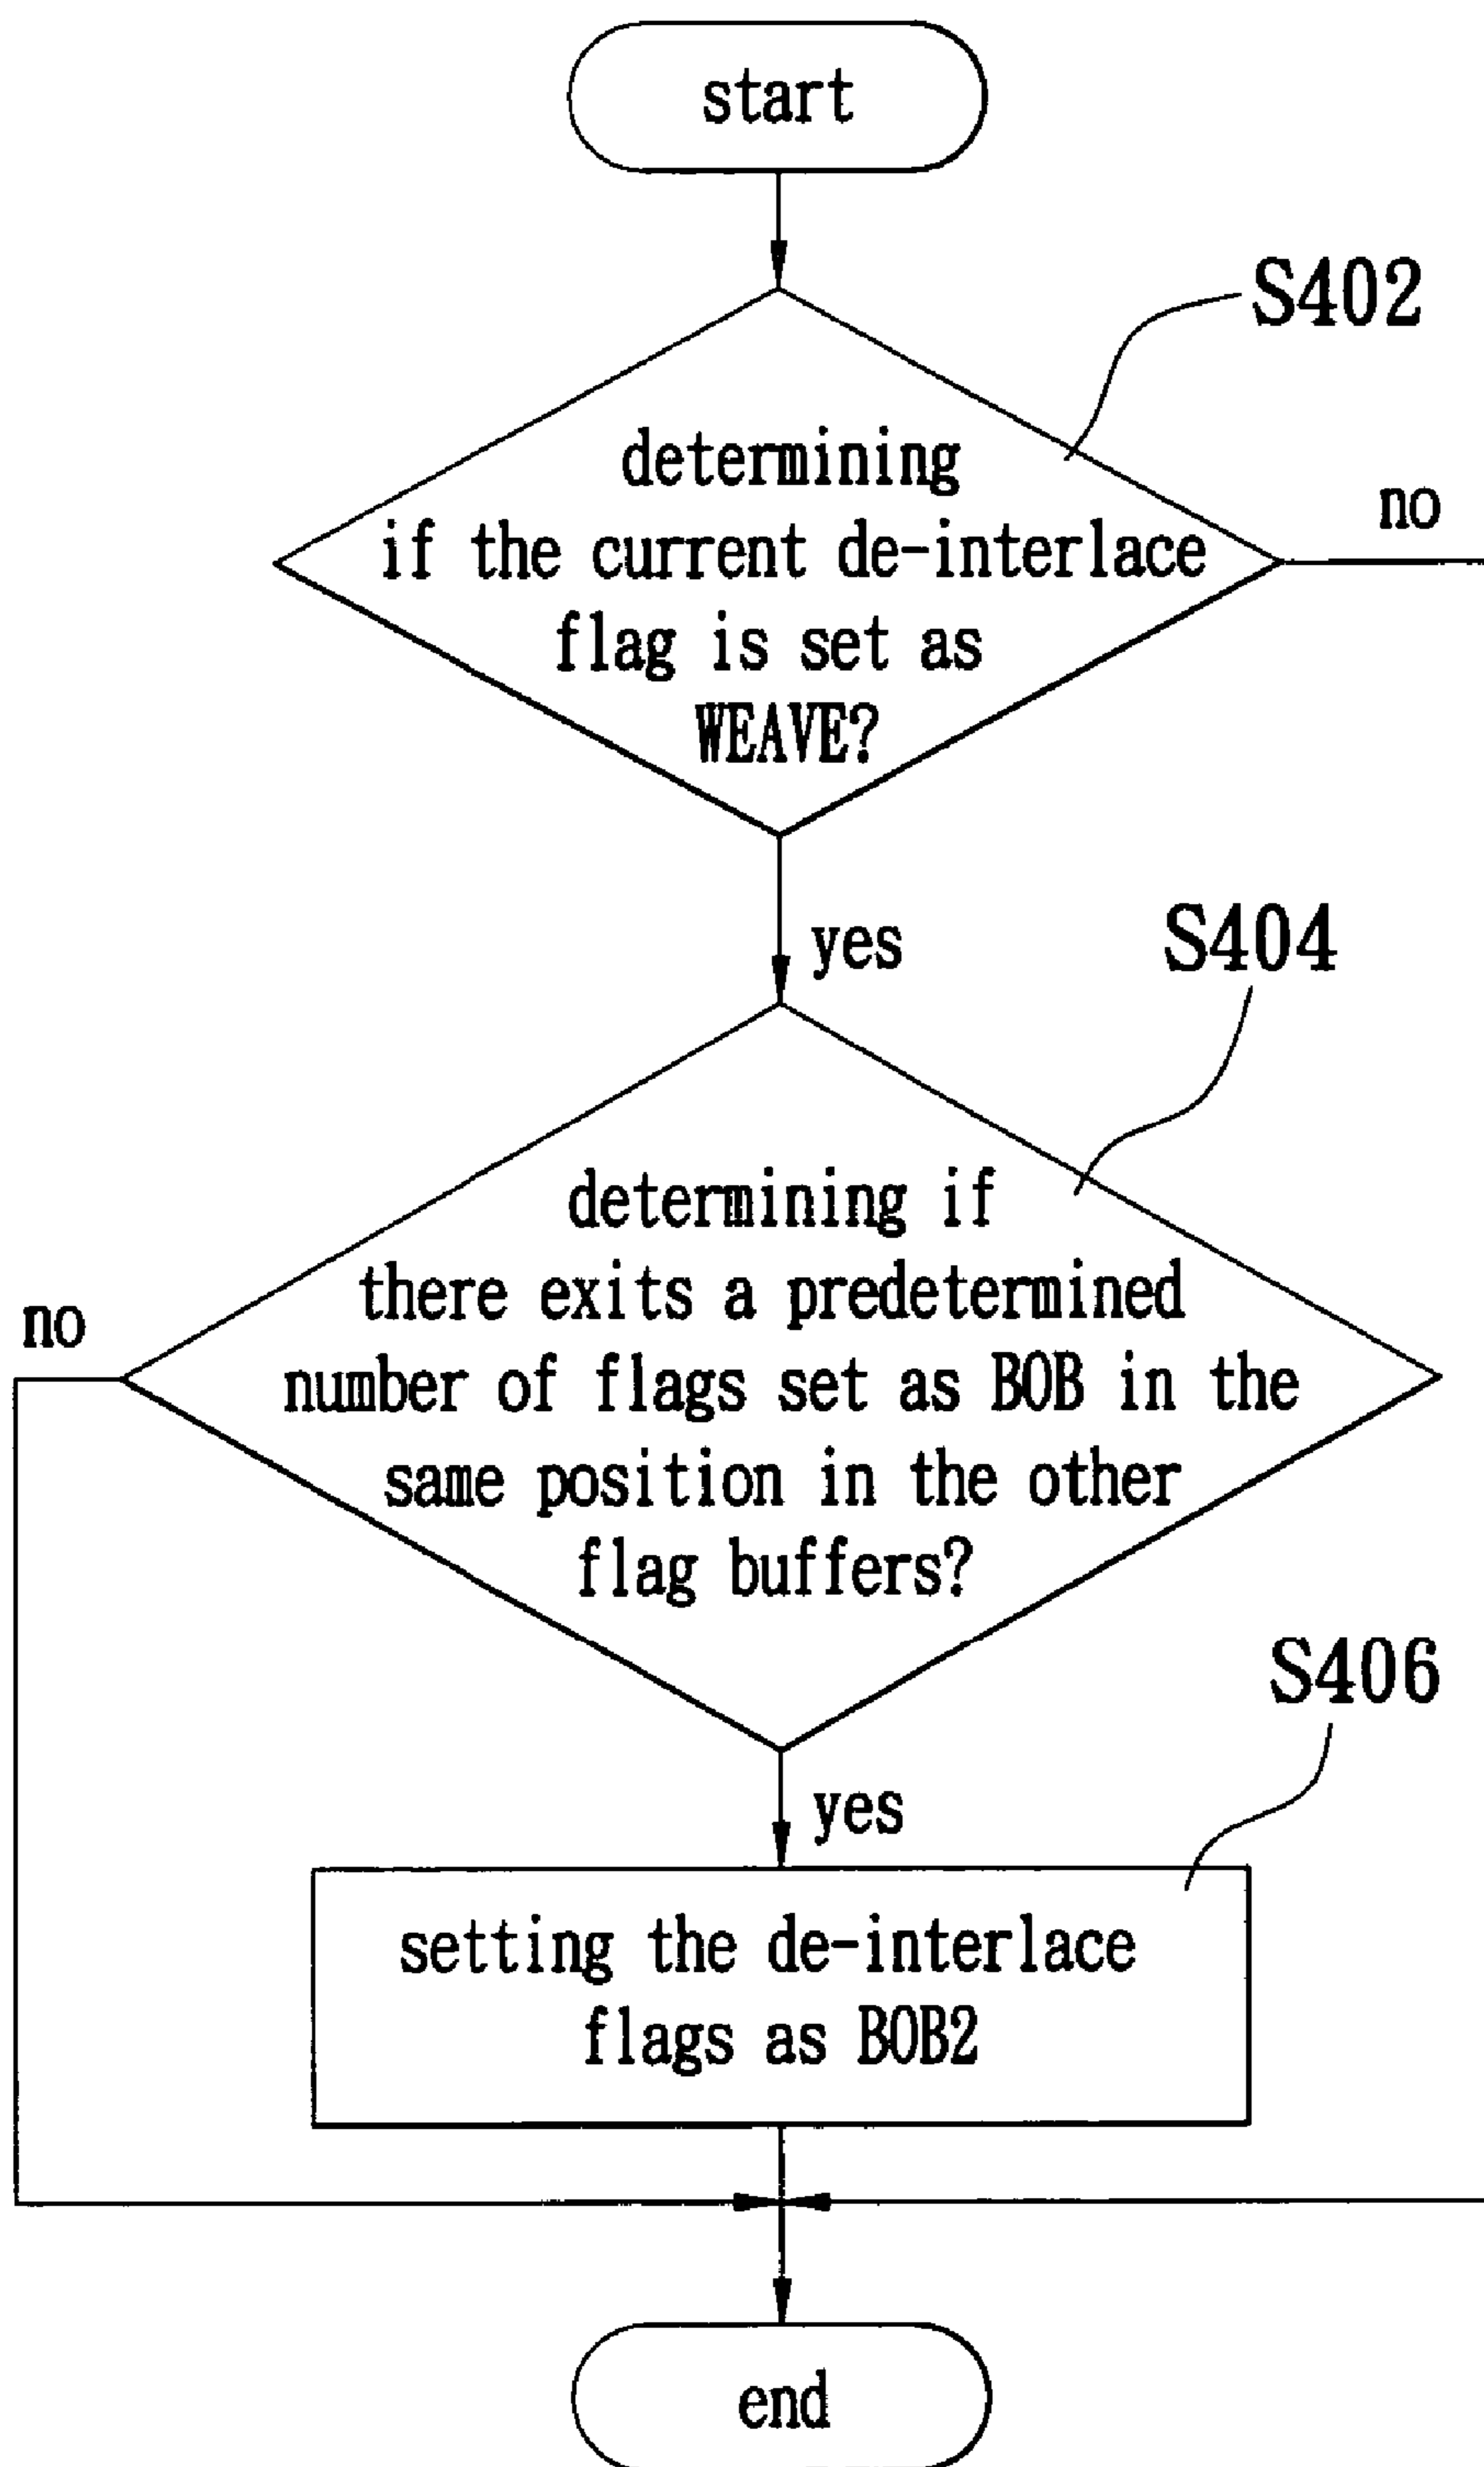 start
S402
determining
if the current de-interlace
flag is set as
WEAVE?
no
yes
S404
determining if
there exits a predetermined
number of flags set as BOB in the
same position in the other
flag buffers?
no
yes
S406
setting the de-interlace
flags as BOB2
end